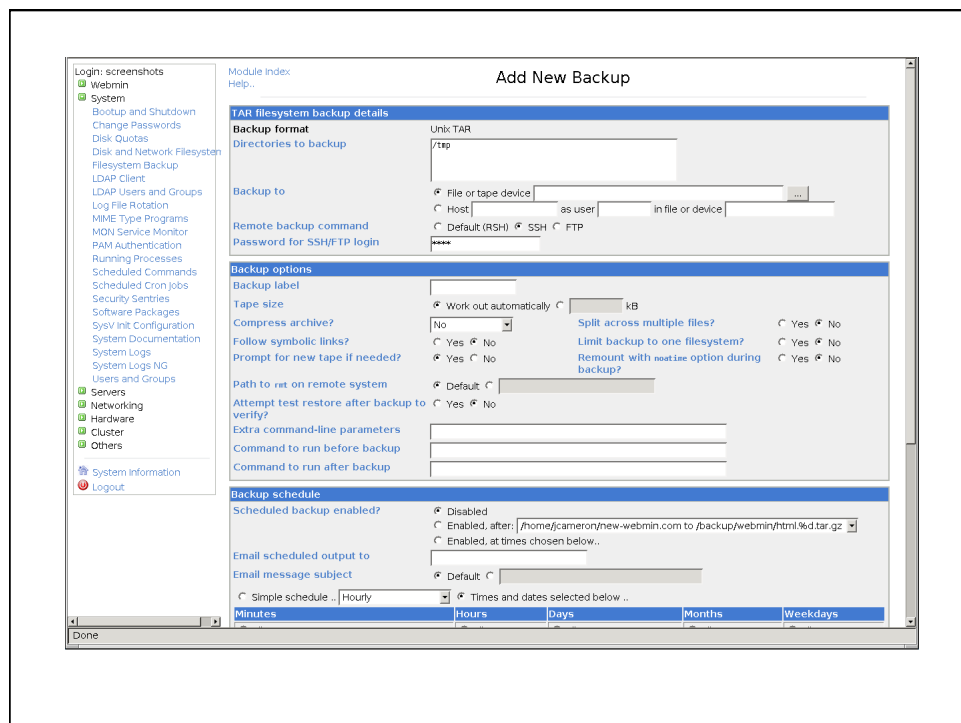 Login: screenshots
Webmin
System
Bootup and Shutdown
Change Passwords
Disk Quotas
Disk and Network Filesystem
Filesystem Backup
LDAP Client
LDAP Users and Groups
Log File Rotation
MIME Type Programs
MON Service Monitor
PAM Authentication
Running Processes
Scheduled Commands
Scheduled Cron Jobs
Security Sentries
Software Packages
SysV Init Configuration
System Documentation
System Logs
System Logs NG
Users and Groups
Servers
Networking
Hardware
Cluster
Others
System Information
Logout
Module Index
Help..
Add New Backup
TAR filesystem backup details
Backup format Unix TAR
Directories to backup /tmp
Backup to File or tape device ...
Host as user in file or device
Remote backup command Default (RSH) SSH FTP
Password for SSH/FTP login ****
Backup options
Backup label
Tape size Work out automatically kB
Compress archive? No Split across multiple files? Yes No
Follow symbolic links? Yes No Limit backup to one filesystem? Yes No
Prompt for new tape if needed? Yes No Remount with noatime option during backup? Yes No
Path to rmt on remote system Default
Attempt test restore after backup to verify? Yes No
Extra command-line parameters
Command to run before backup
Command to run after backup
Backup schedule
Scheduled backup enabled? Disabled
Enabled, after: /home/jcameron/new-webmin.com to /backup/webmin/html.%d.tar.gz
Enabled, at times chosen below..
Email scheduled output to
Email message subject Default
Simple schedule .. Hourly Times and dates selected below ..
Minutes Hours Days Months Weekdays
Done